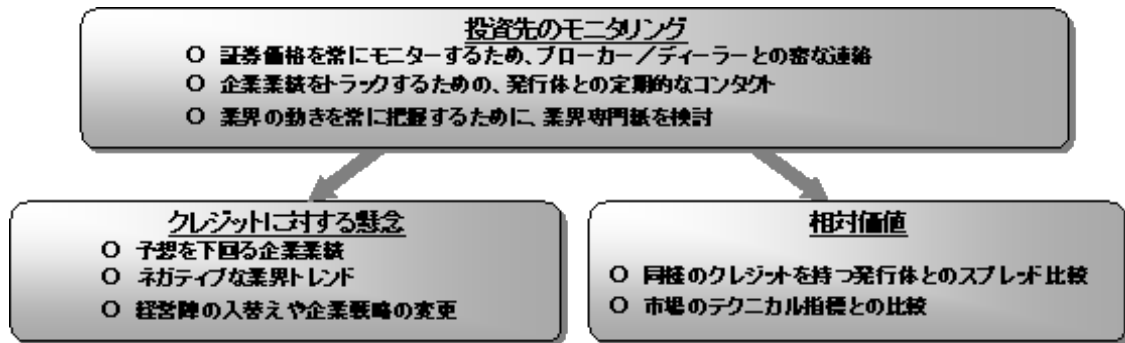 投資先のモニタリング
○ 証券価格を常にモニターするため、ブローカー／ディーラーとの密な連絡
○ 企業業績をトラックするための、発行体との定期的なコンタクト
○ 業界の動きを常に把握するために、業界専門紙を検討
クレジットに対する懸念
○ 予想を下回る企業業績
○ ネガティブな業界トレンド
○ 経営陣の入替えや企業戦略の変更
相対価値
○ 同様のクレジットを持つ発行体とのスプレッド比較
○ 市場のテクニカル指標との比較